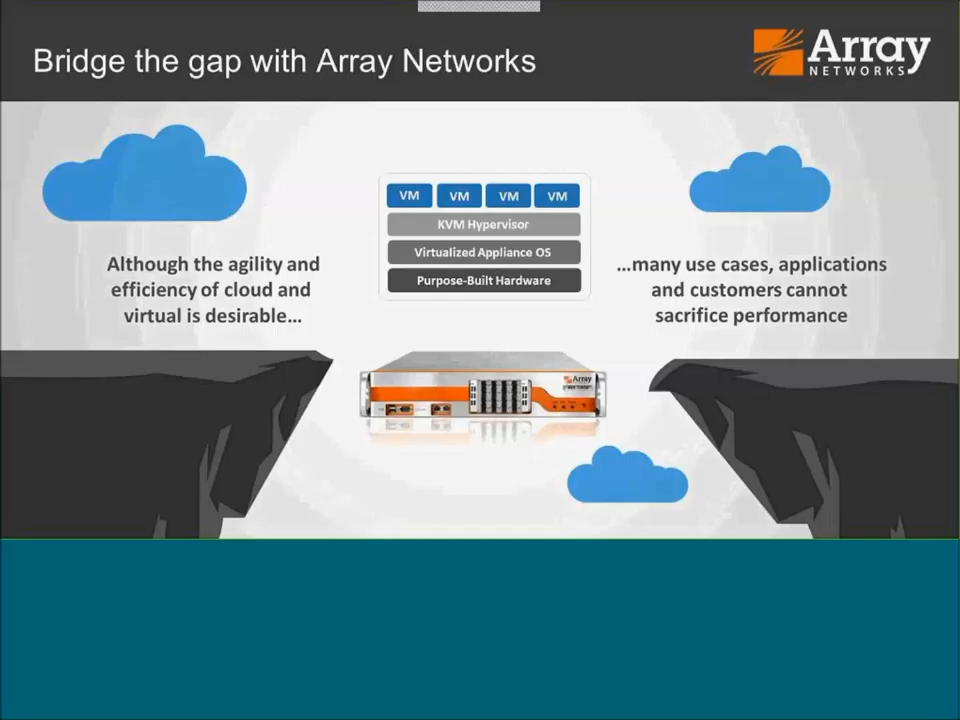 Bridge the gap with Array Networks
Array
NETWORKS
VM VM VM VM
KVM Hypervisor
Virtualized Appliance OS
Purpose-Built Hardware
Although the agility and
efficiency of cloud and
virtual is desirable…
…many use cases, applications
and customers cannot
sacrifice performance
Array